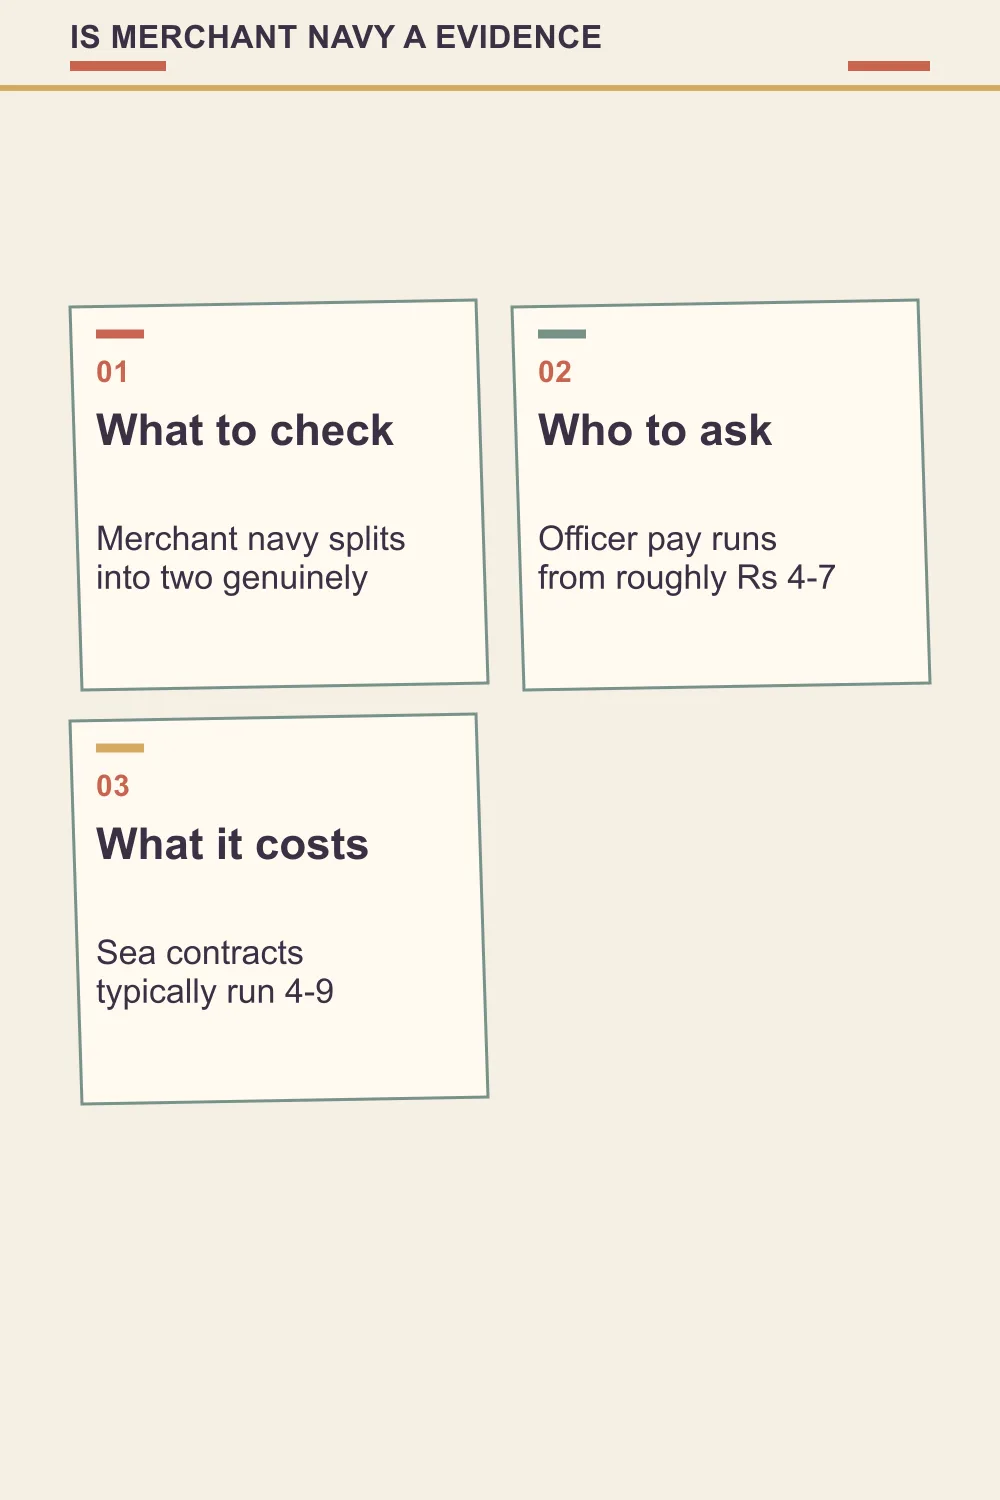 IS MERCHANT NAVY A EVIDENCE
01
What to check
Merchant navy splits
into two genuinely
02
Who to ask
Officer pay runs
from roughly Rs 4-7
03
What it costs
Sea contracts
typically run 4-9